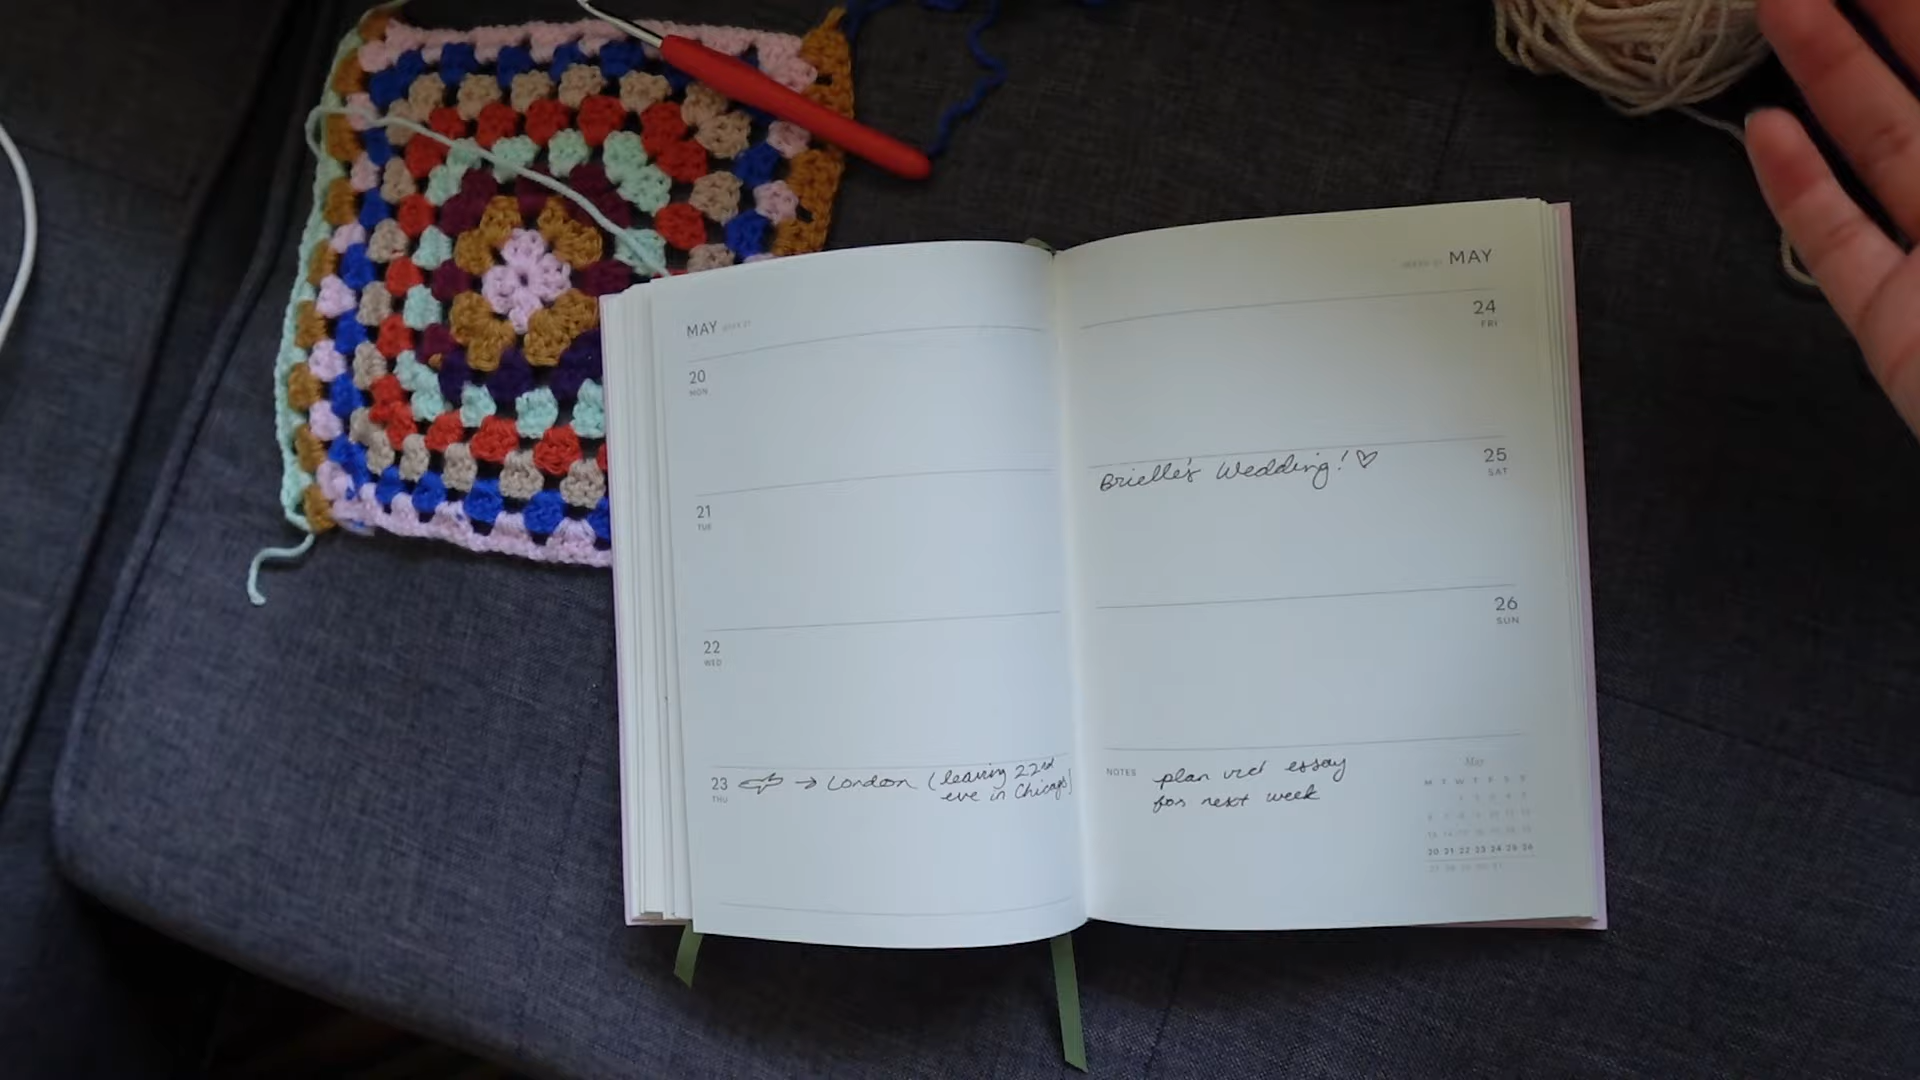 MAY
20
MON
21
TUE
22
WED
23
THU
→ London (leaving 22nd
eve in Chicago)
MAY
24
FRI
Brielle's Wedding! ♡
25
SAT
26
SUN
NOTES
plan vid essay
for next week
May
M T W T F S S
20 21 22 23 24 25 26